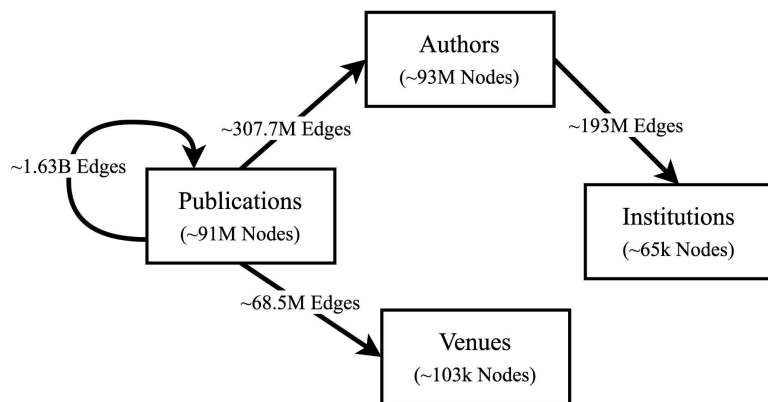 Authors
(~93M Nodes)
~307.7M Edges
~193M Edges
~1.63B Edges
Publications
(~91M Nodes)
Institutions
(~65k Nodes)
~68.5M Edges
Venues
(~103k Nodes)